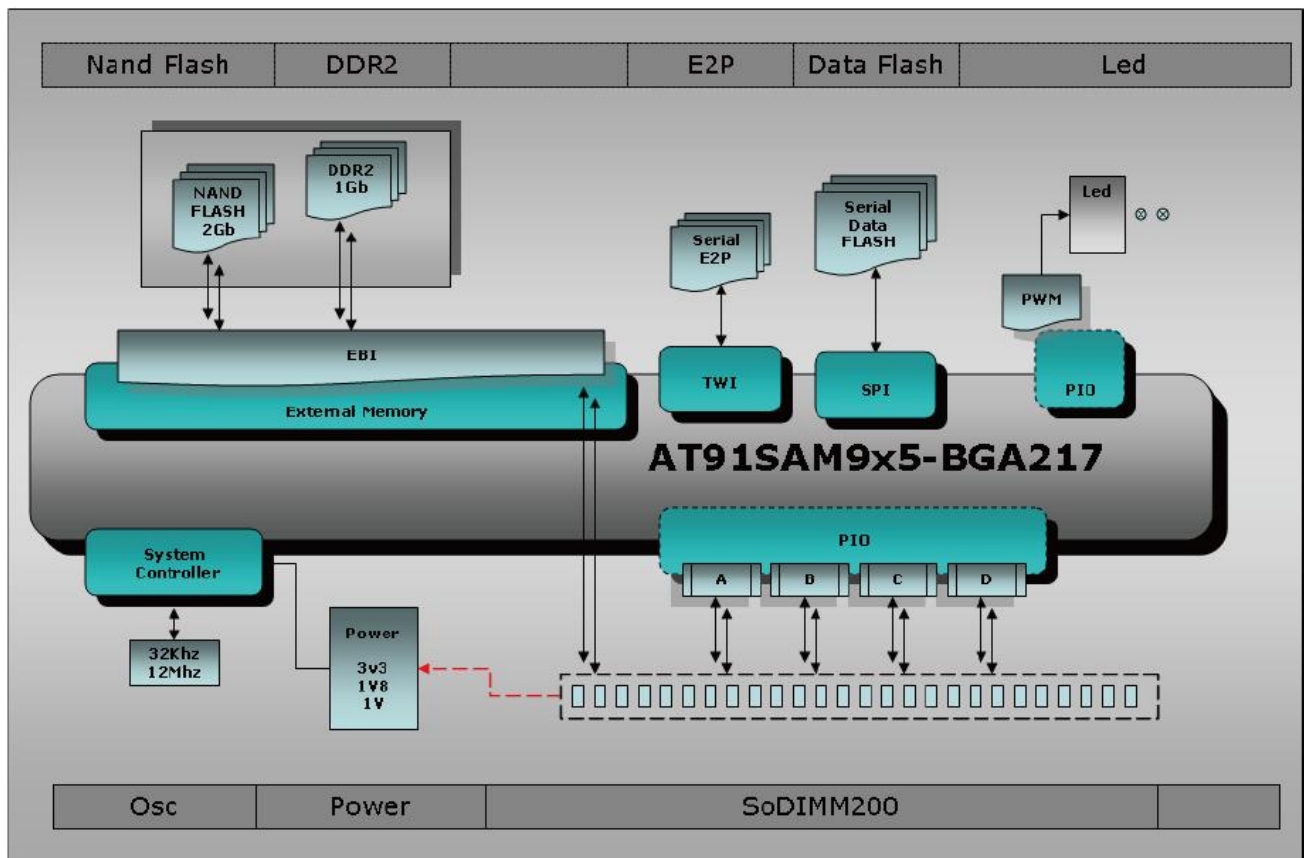 Nand Flash DDR2 E2P Data Flash Led
NAND
FLASH
2Gb
DDR2
1Gb
Serial
E2P
Serial
Data
FLASH
Led
PWM
EBI
External Memory
TWI
SPI
PIO
AT91SAM9x5-BGA217
System
Controller
PIO
A B C D
32Khz
12Mhz
Power
3v3
1V8
1V
Osc Power SoDIMM200